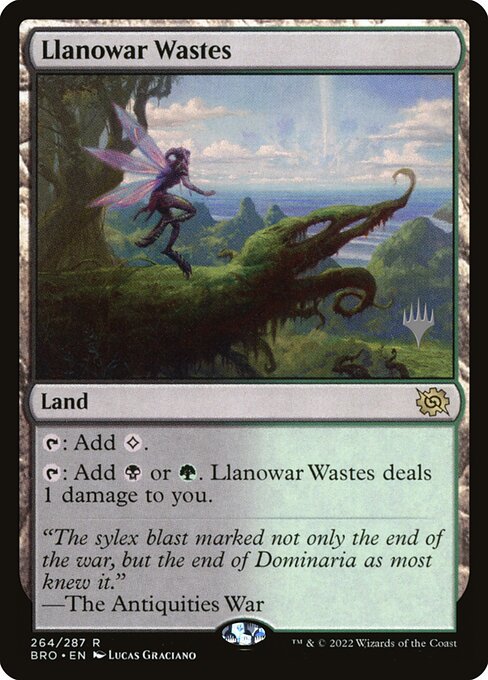 Llanowar Wastes
Land
: Add .
: Add or . Llanowar Wastes deals
1 damage to you.
“The sylex blast marked not only the end of
the war, but the end of Dominaria as most
knew it.”
—The Antiquities War
264/287 R
BRO • EN Lucas Graciano
™ & © 2022 Wizards of the Coast